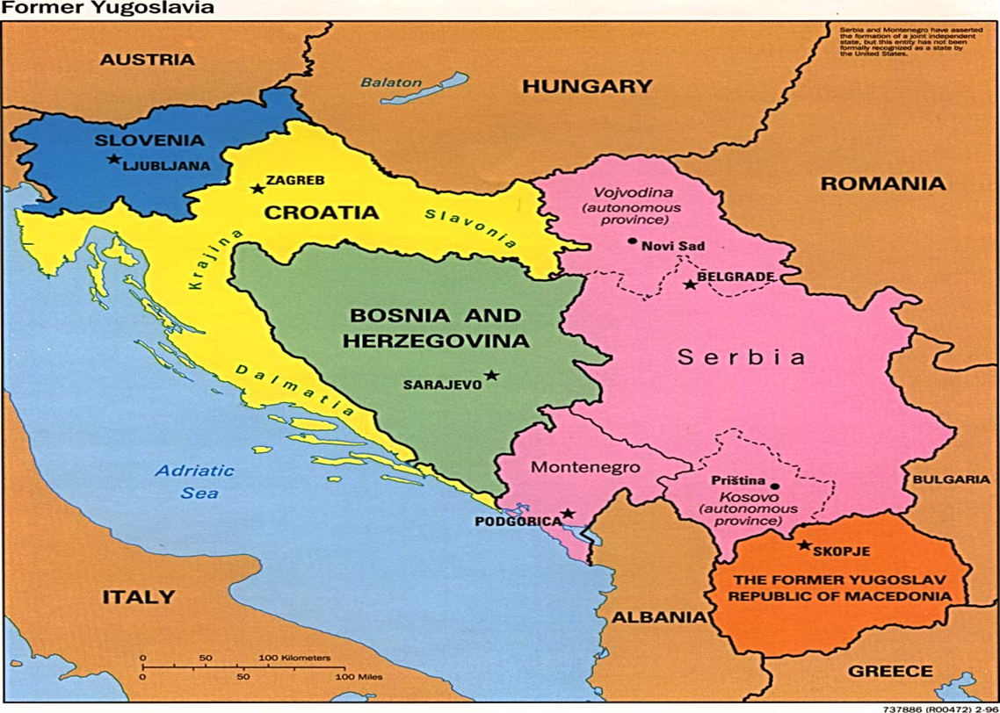 Former Yugoslavia
Serbia and Montenegro have asserted
the formation of a joint independent
state, but this entity has not been
formally recognized as a state by
the United States.
AUSTRIA
Balaton
HUNGARY
SLOVENIA
LJUBLJANA
ZAGREB
CROATIA
Slavonia
Krajina
Vojvodina
(autonomous
province)
Novi Sad
ROMANIA
BELGRADE
BOSNIA AND
HERZEGOVINA
Serbia
SARAJEVO
Dalmatia
Adriatic
Sea
Montenegro
Priština
Kosovo
(autonomous
province)
BULGARIA
PODGORICA
SKOPJE
THE FORMER YUGOSLAV
REPUBLIC OF MACEDONIA
ITALY
ALBANIA
GREECE
0 50 100 Kilometers
0 50 100 Miles
737886 (R00472) 2-96